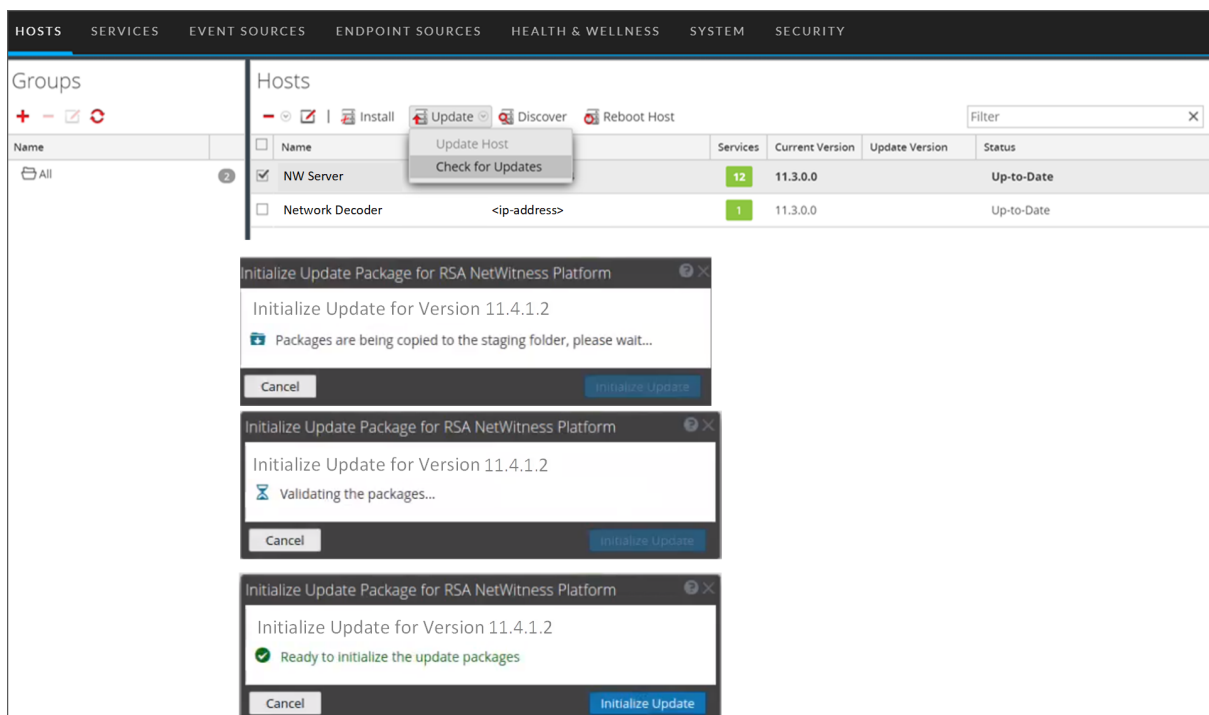 HOSTS SERVICES EVENT SOURCES ENDPOINT SOURCES HEALTH & WELLNESS SYSTEM SECURITY
Groups
Name
All 2
Hosts
Install Update Discover Reboot Host Filter
Update Host
Check for Updates
Name Services Current Version Update Version Status
NW Server 12 11.3.0.0 Up-to-Date
Network Decoder <ip-address> 1 11.3.0.0 Up-to-Date
Initialize Update Package for RSA NetWitness Platform
Initialize Update for Version 11.4.1.2
Packages are being copied to the staging folder, please wait...
Cancel Initialize Update
Initialize Update Package for RSA NetWitness Platform
Initialize Update for Version 11.4.1.2
Validating the packages...
Cancel Initialize Update
Initialize Update Package for RSA NetWitness Platform
Initialize Update for Version 11.4.1.2
Ready to initialize the update packages
Cancel Initialize Update